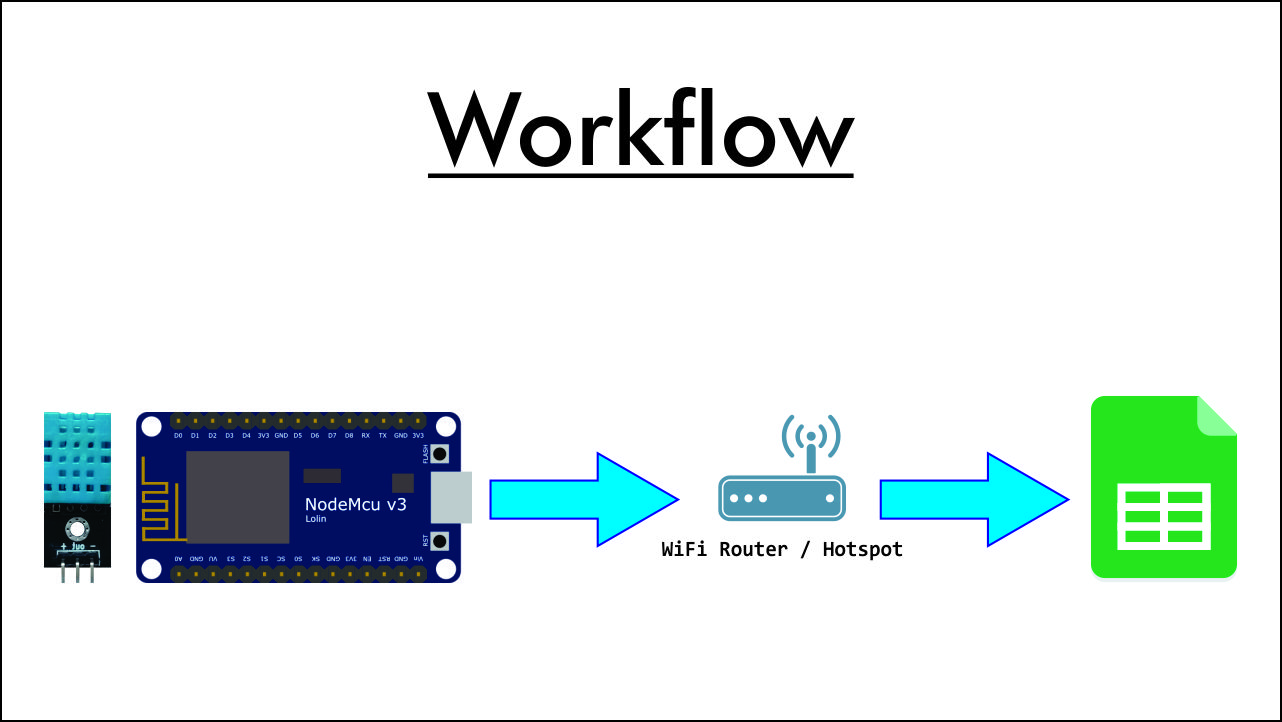 Workflow
+ out −
D0 D1 D2 D3 D4 3V3 GND D5 D6 D7 D8 RX TX GND 3V3
FLASH
NodeMcu v3
Lolin
RST
A0 GND VU S3 S2 S1 SC S0 SK GND 3V3 EN RST GND Vin
WiFi Router / Hotspot